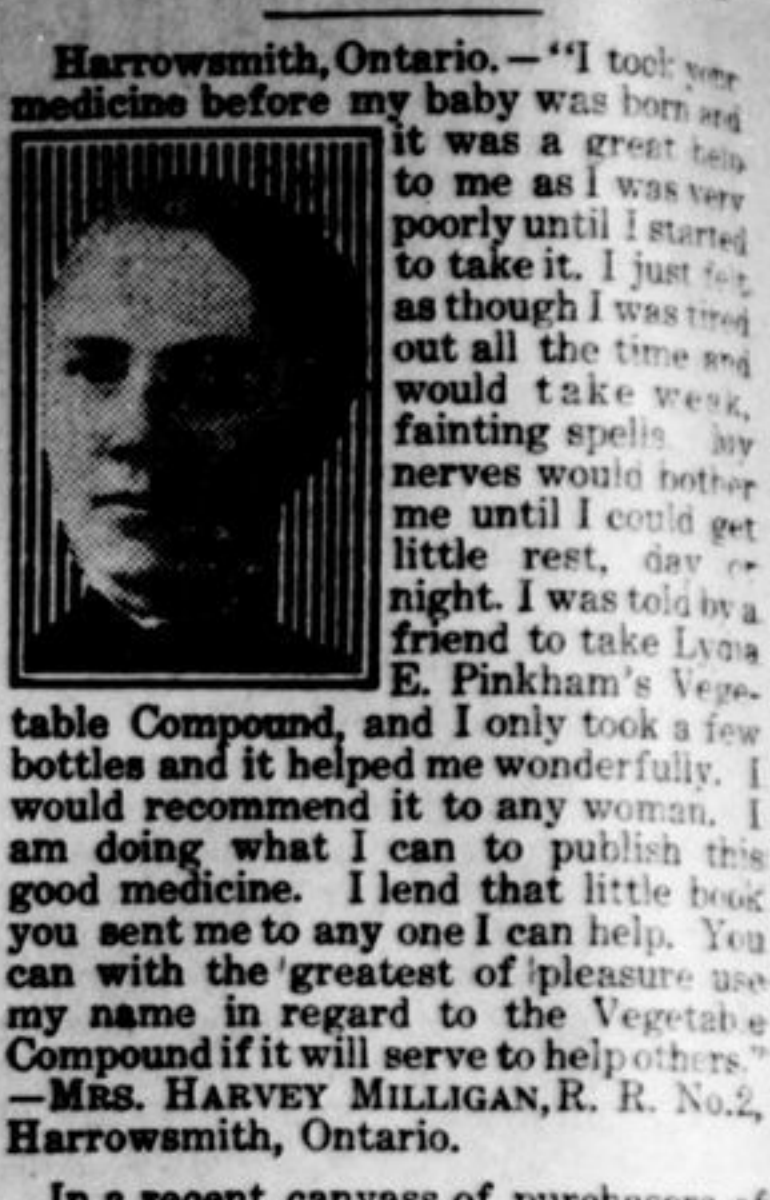 Harrowsmith, Ontario.—"I took your
medicine before my baby was born and
it was a great help
to me as I was very
poorly until I started
to take it. I just felt
as though I was tired
out all the time and
would take weak,
fainting spells. My
nerves would bother
me until I could get
little rest, day or
night. I was told by a
friend to take Lydia
E. Pinkham's Vege-
table Compound, and I only took a few
bottles and it helped me wonderfully. I
would recommend it to any woman. I
am doing what I can to publish this
good medicine. I lend that little book
you sent me to any one I can help. You
can with the greatest of pleasure use
my name in regard to the Vegetable
Compound if it will serve to help others."
—MRS. HARVEY MILLIGAN, R. R. No. 2,
Harrowsmith, Ontario.
In a recent canvass of purchasers of